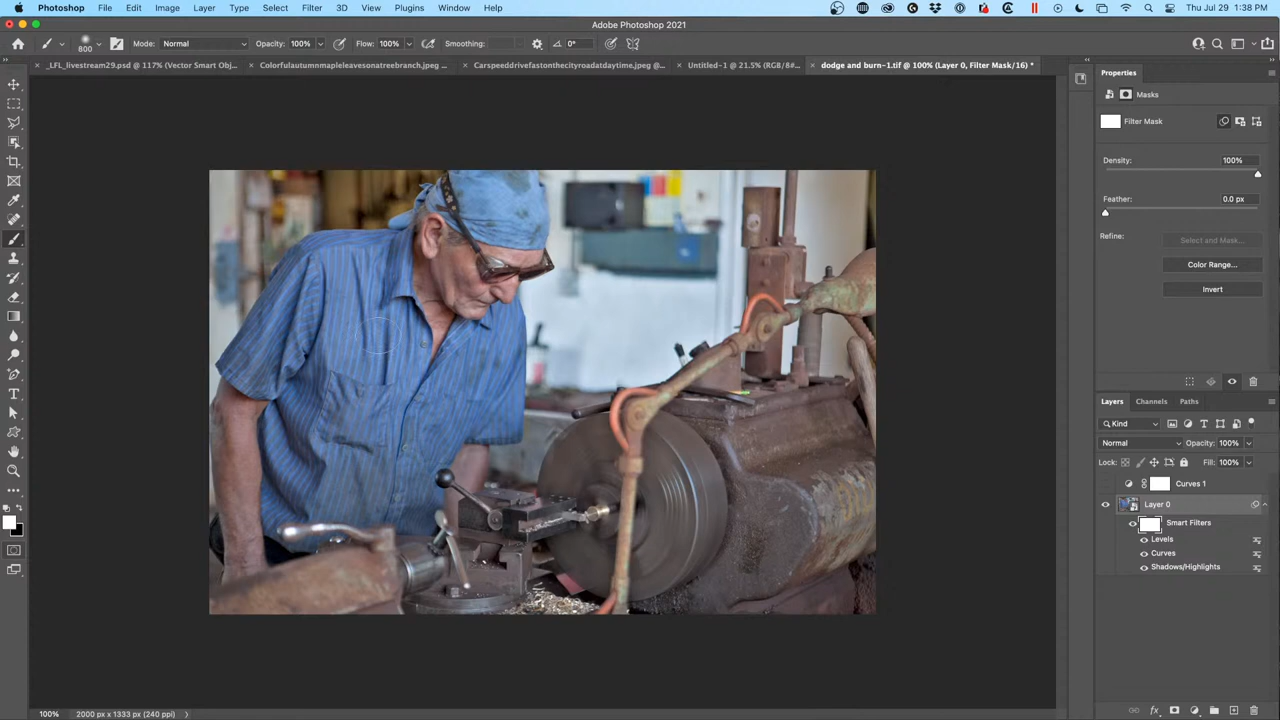 Photoshop File Edit Image Layer Type Select Filter 3D View Plugins Window Help Thu Jul 29 1:38 PM
Adobe Photoshop 2021
800 Mode: Normal Opacity: 100% Flow: 100% Smoothing: 0°
_LFL_livestream29.psd @ 117% (Vector Smart Obj... Colorfulautumnmapleleavesonatreebranch.jpeg ... Carspeeddrivefastonthecityroadatdaytime.jpeg @... Untitled-1 @ 21.5% (RGB/8#... dodge and burn-1.tif @ 100% (Layer 0, Filter Mask/16) *
Properties
Masks
Filter Mask
Density: 100%
Feather: 0.0 px
Refine: Select and Mask...
Color Range...
Invert
Layers Channels Paths
Kind
Normal Opacity: 100%
Lock: Fill: 100%
Curves 1
Layer 0
Smart Filters
Levels
Curves
Shadows/Highlights
100% 2000 px x 1333 px (240 ppi)